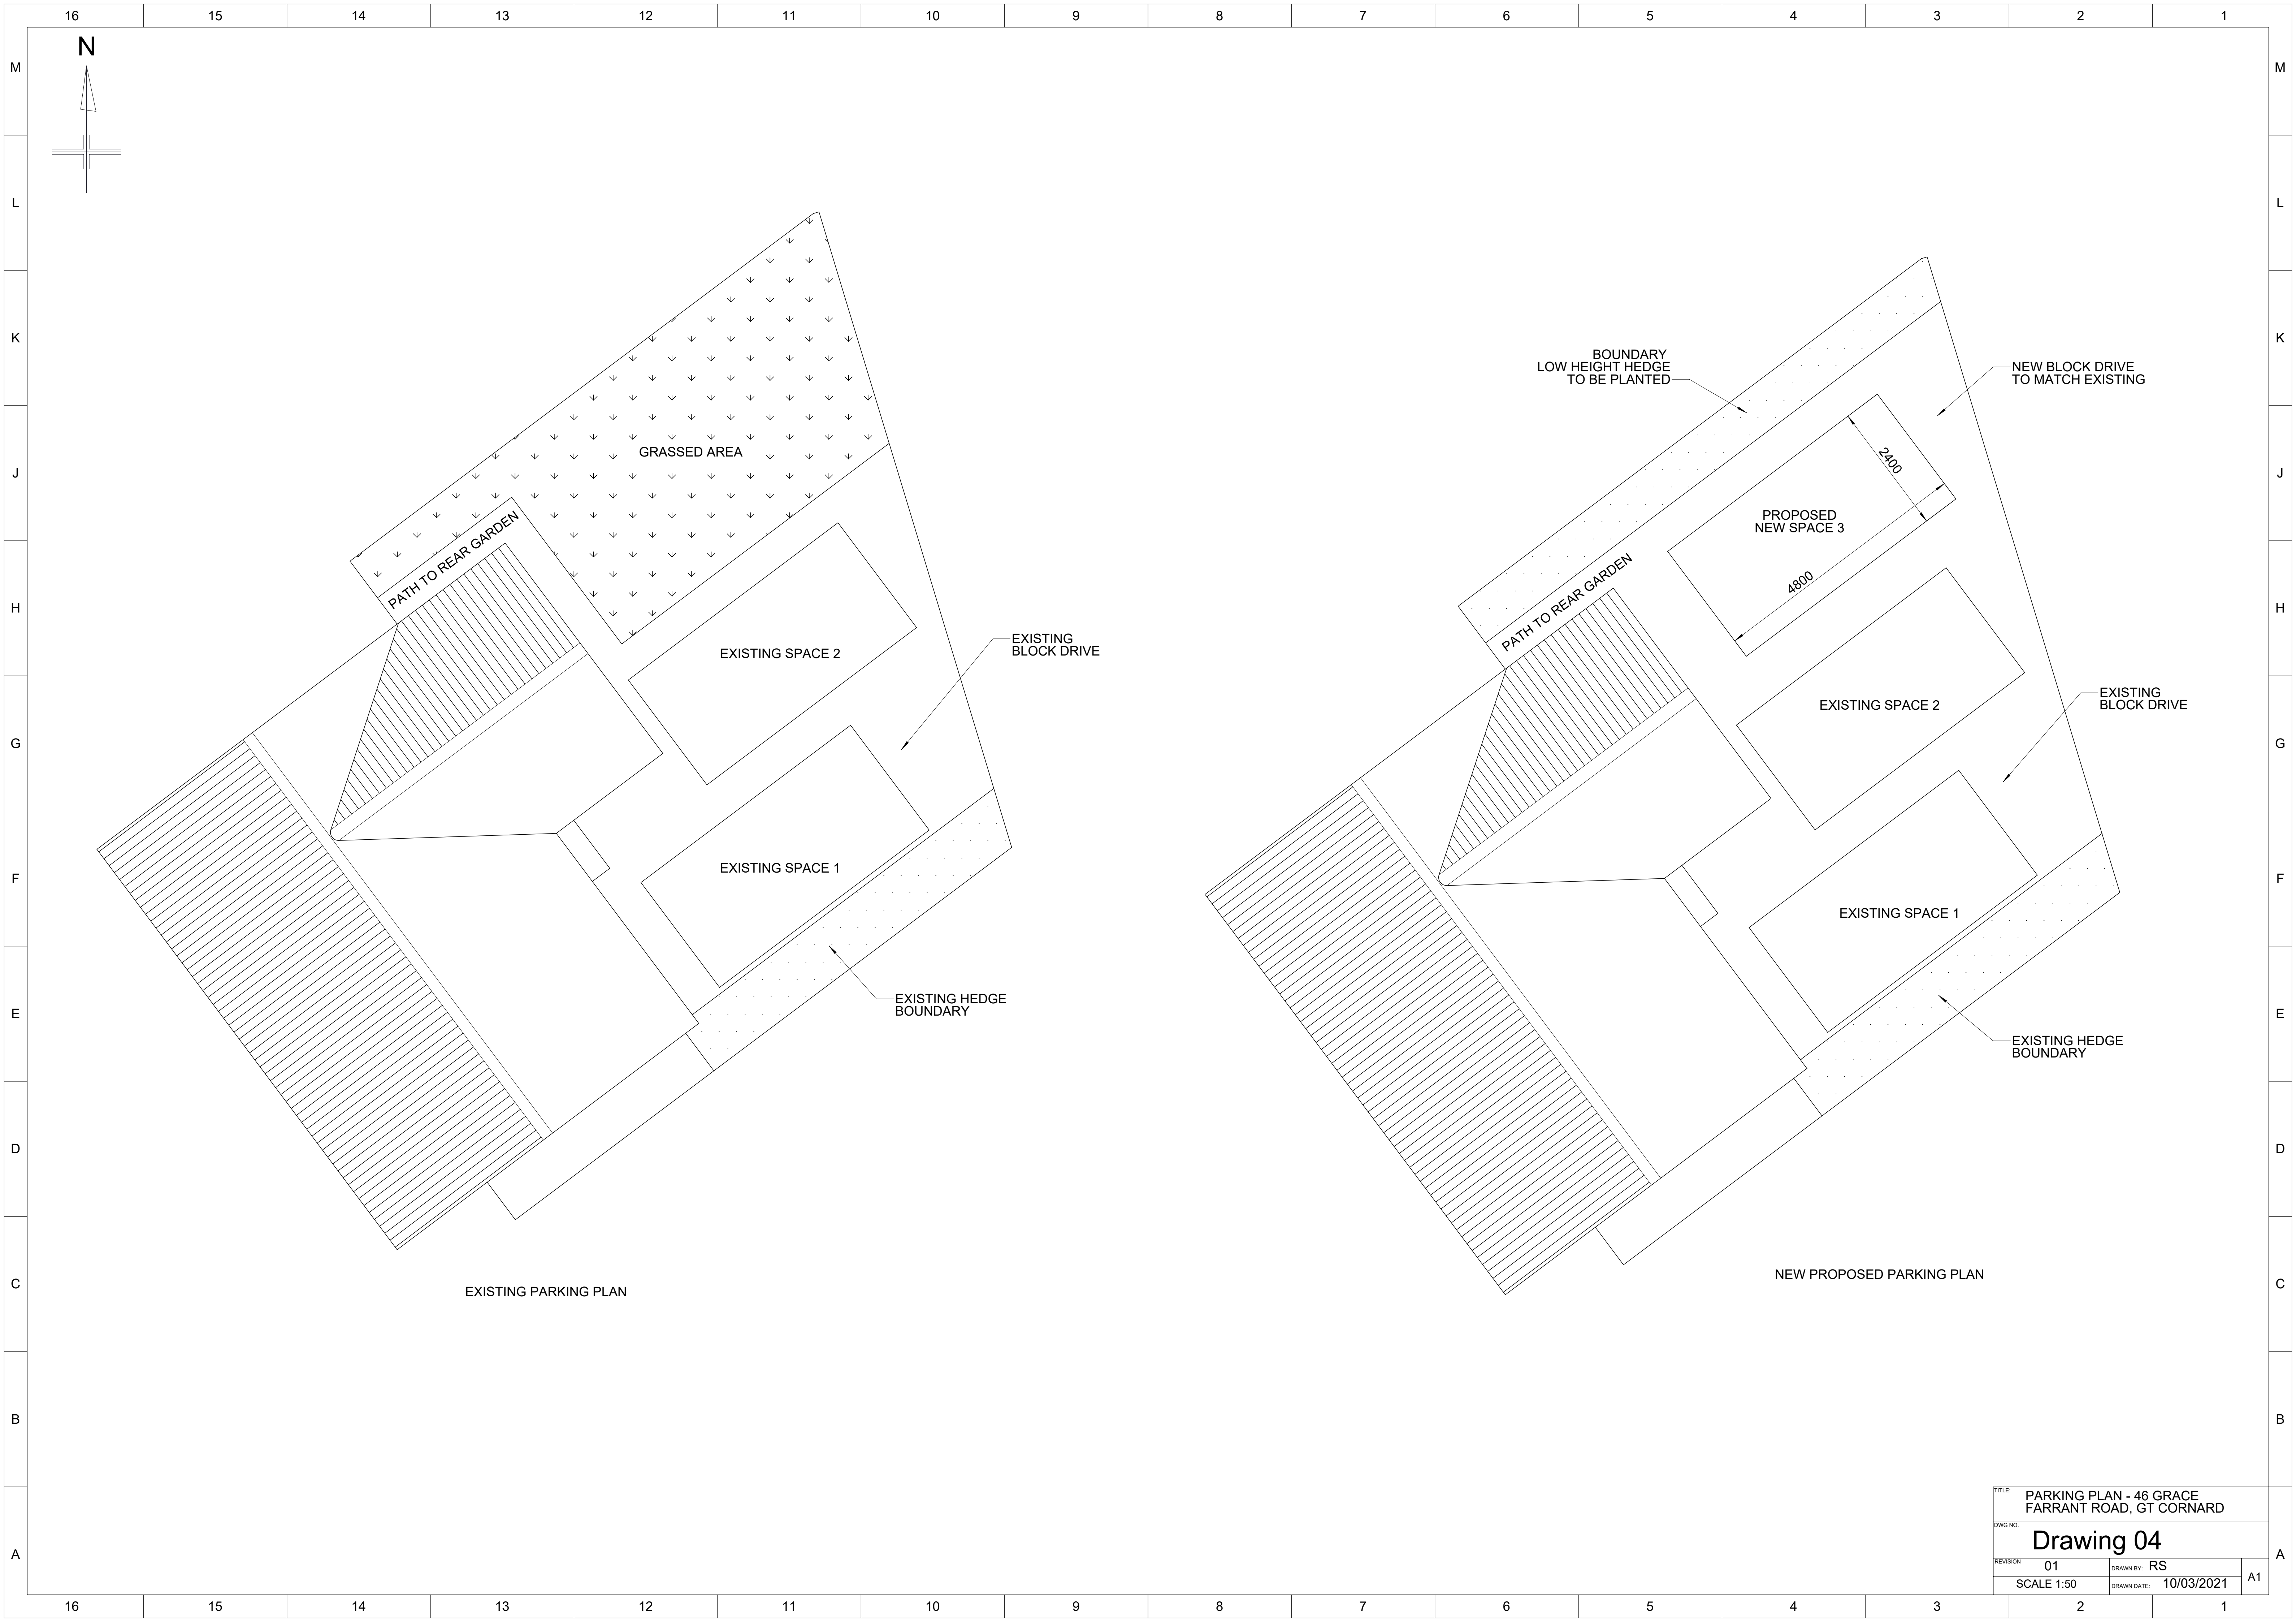 16 15 14 13 12 11 10 9 8 7 6 5 4 3 2 1
N
M M
L L
K K
J J
H H
G G
F F
E E
D D
C C
B B
A A
GRASSED AREA
PATH TO REAR GARDEN
EXISTING SPACE 2
EXISTING
BLOCK DRIVE
EXISTING SPACE 1
EXISTING HEDGE
BOUNDARY
EXISTING PARKING PLAN
BOUNDARY
LOW HEIGHT HEDGE
TO BE PLANTED
NEW BLOCK DRIVE
TO MATCH EXISTING
2400
PROPOSED
NEW SPACE 3
4800
PATH TO REAR GARDEN
EXISTING SPACE 2
EXISTING
BLOCK DRIVE
EXISTING SPACE 1
EXISTING HEDGE
BOUNDARY
NEW PROPOSED PARKING PLAN
TITLE: PARKING PLAN - 46 GRACE
FARRANT ROAD, GT CORNARD
DWG NO.
Drawing 04
REVISION 01 DRAWN BY: RS
SCALE 1:50 DRAWN DATE: 10/03/2021 A1
16 15 14 13 12 11 10 9 8 7 6 5 4 3 2 1